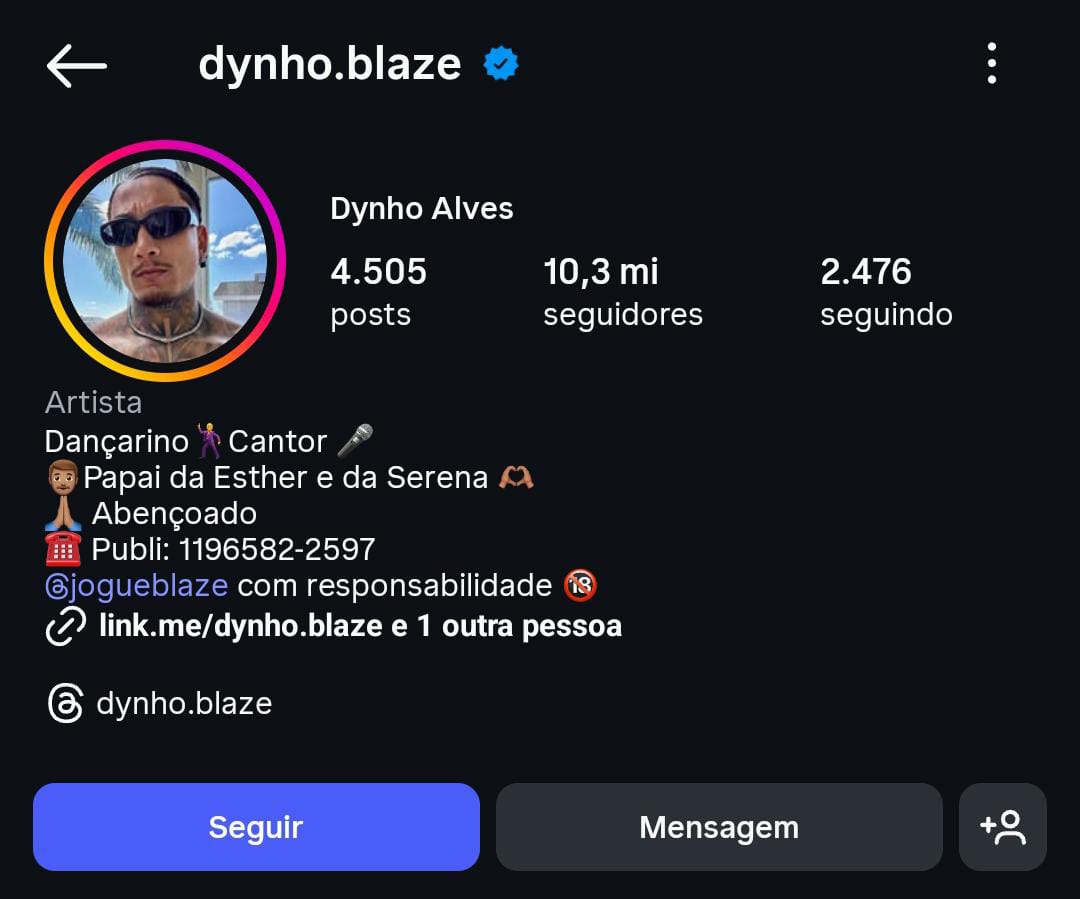 dynho.blaze
Dynho Alves
4.505 10,3 mi 2.476
posts seguidores seguindo
Artista
Dançarino🕺Cantor 🎤
🧔🏽Papai da Esther e da Serena 🫶🏽
🙏🏽 Abençoado
☎️ Publi: 1196582-2597
@jogueblaze com responsabilidade 🔞
link.me/dynho.blaze e 1 outra pessoa
dynho.blaze
Seguir Mensagem